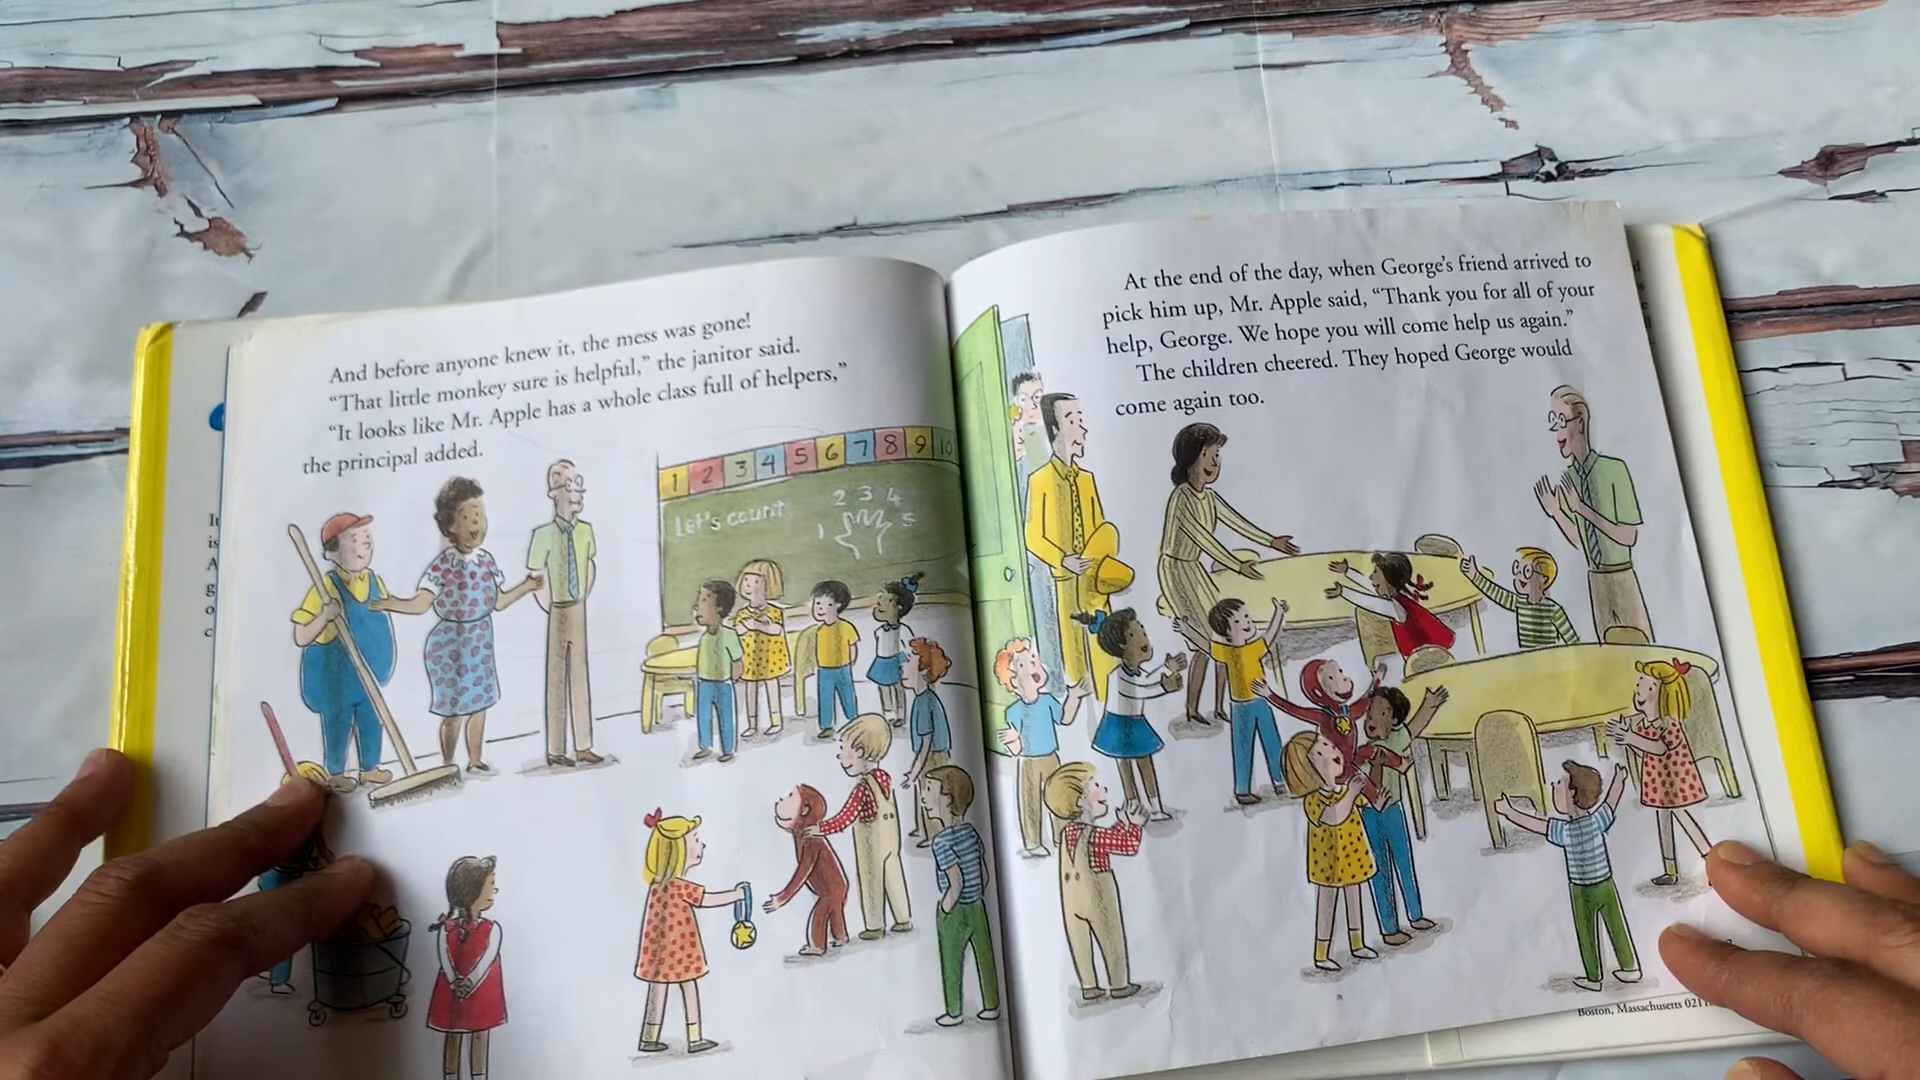 And before anyone knew it, the mess was gone!
“That little monkey sure is helpful,” the janitor said.
“It looks like Mr. Apple has a whole class full of helpers,”
the principal added.
1 2 3 4 5 6 7 8 9 10
Let's count
1 2 3 4 5
At the end of the day, when George's friend arrived to
pick him up, Mr. Apple said, “Thank you for all of your
help, George. We hope you will come help us again.”
The children cheered. They hoped George would
come again too.
Boston, Massachusetts 021